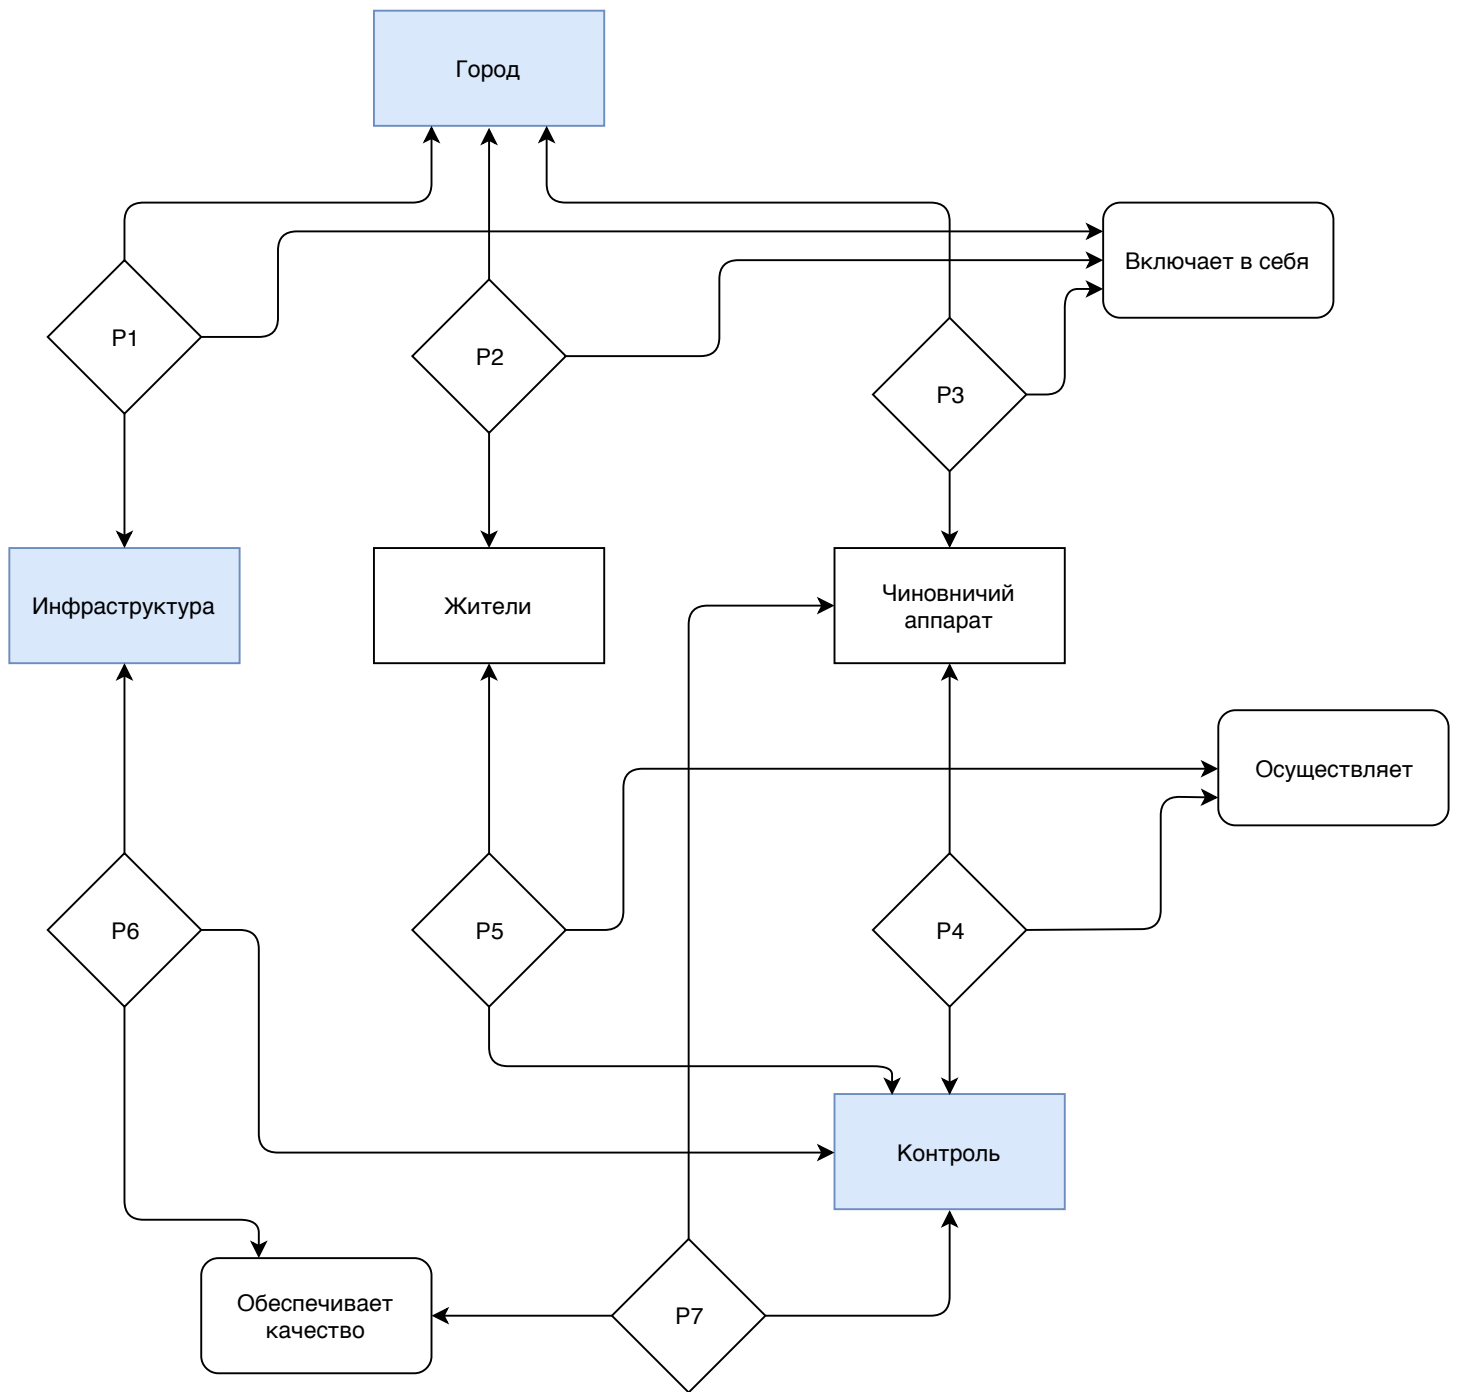 Город
Включает в себя
P1
P2
P3
Инфраструктура
Жители
Чиновничий
аппарат
Осуществляет
P6
P5
P4
Контроль
Обеспечивает
качество
P7